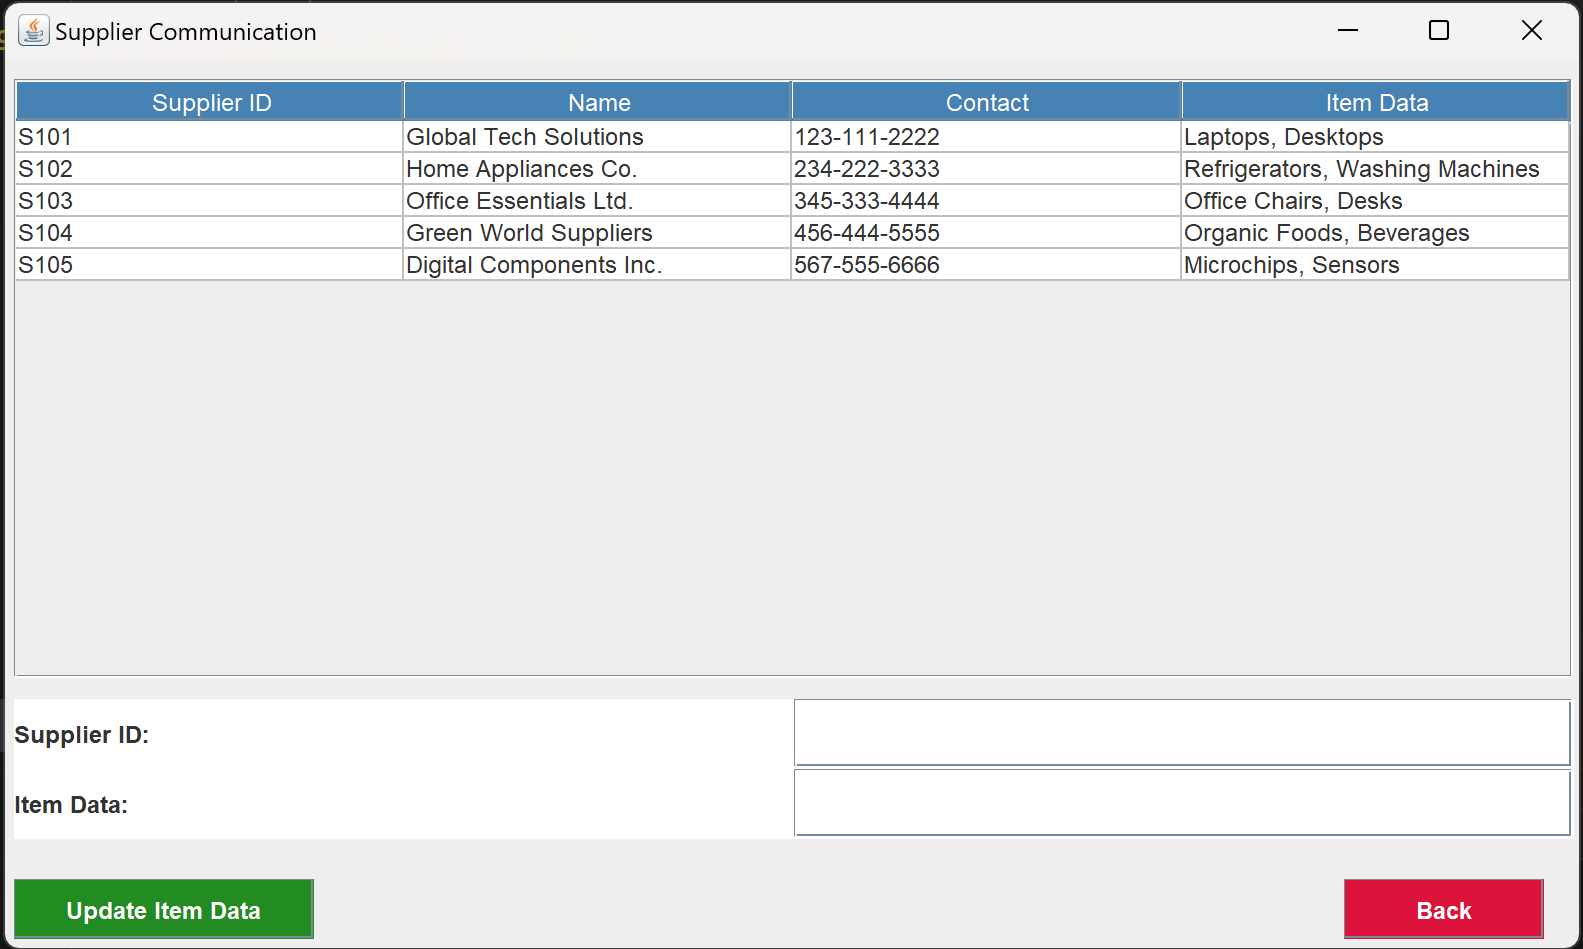 Supplier Communication
Supplier ID Name Contact Item Data
S101 Global Tech Solutions 123-111-2222 Laptops, Desktops
S102 Home Appliances Co. 234-222-3333 Refrigerators, Washing Machines
S103 Office Essentials Ltd. 345-333-4444 Office Chairs, Desks
S104 Green World Suppliers 456-444-5555 Organic Foods, Beverages
S105 Digital Components Inc. 567-555-6666 Microchips, Sensors
Supplier ID:
Item Data:
Update Item Data Back